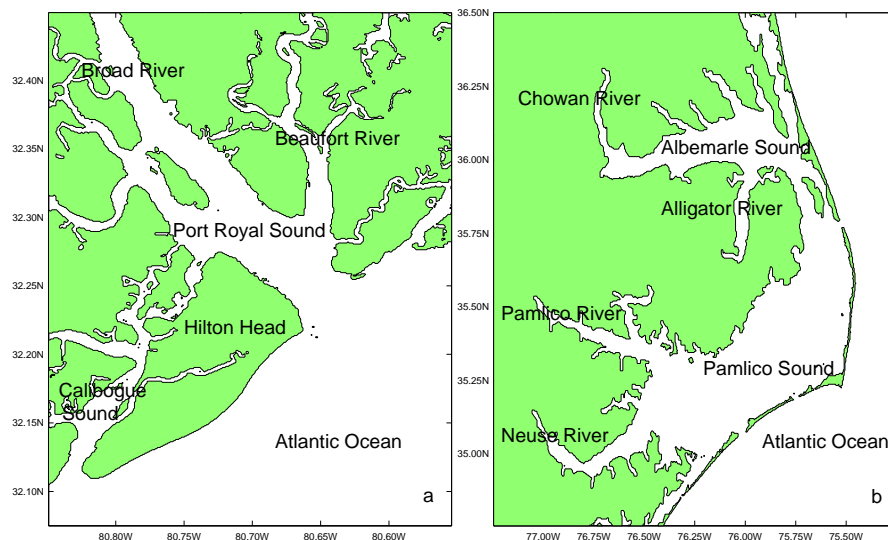 32.40N
32.35N
32.30N
32.25N
32.20N
32.15N
32.10N
80.80W
80.75W
80.70W
80.65W
80.60W
Broad River
Beaufort River
Port Royal Sound
Hilton Head
Calibogue
Sound
Atlantic Ocean
a
36.50N
36.25N
36.00N
35.75N
35.50N
35.25N
35.00N
77.00W
76.75W
76.50W
76.25W
76.00W
75.75W
75.50W
Chowan River
Albemarle Sound
Alligator River
Pamlico River
Pamlico Sound
Neuse River
Atlantic Ocean
b